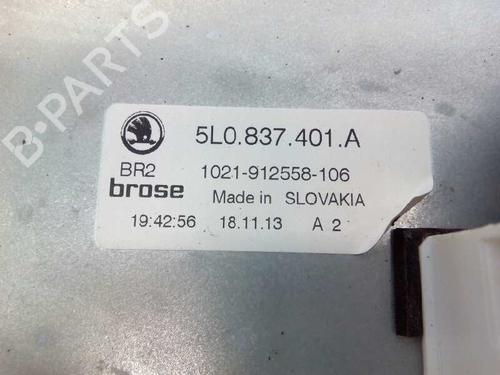 B-PARTS
5L0.837.401.A
BR2 1021-912558-106
brose Made in SLOVAKIA
19:42:56 18.11.13 A 2